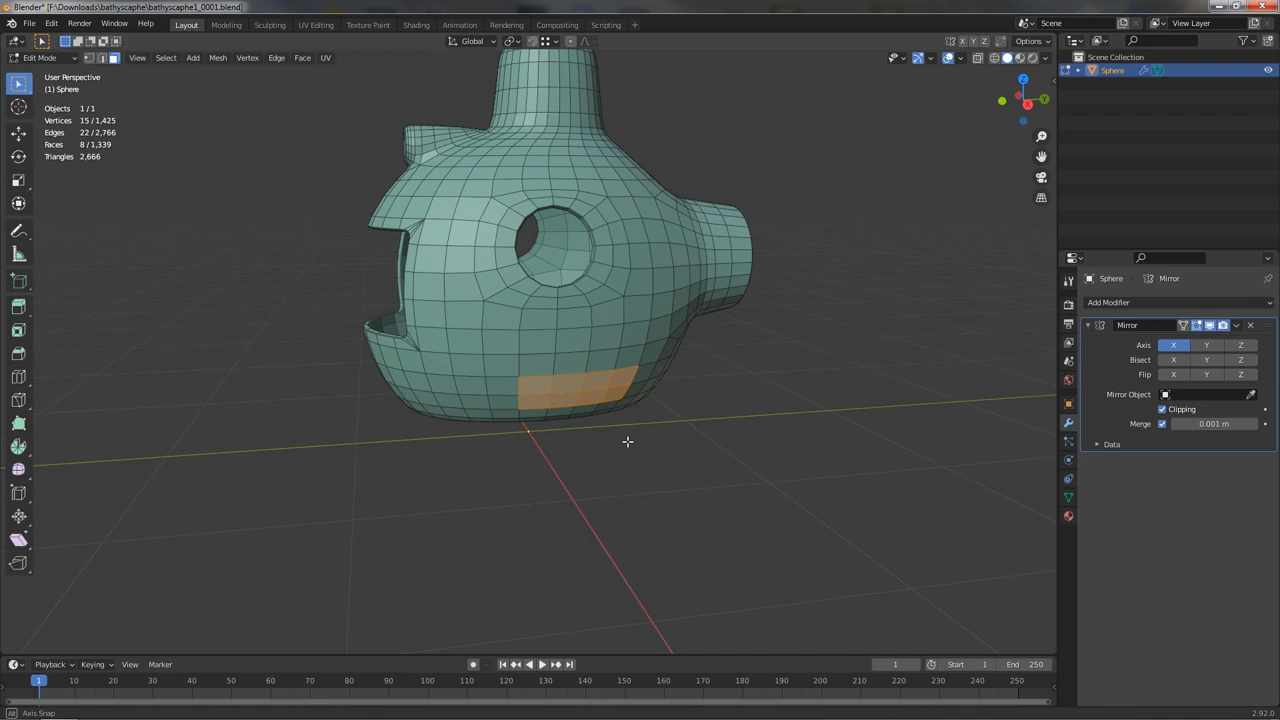 Blender* [F:\Downloads\bathyscaphe\bathyscaphe1_0001.blend]
File Edit Render Window Help
Layout Modeling Sculpting UV Editing Texture Paint Shading Animation Rendering Compositing Scripting
Scene
View Layer
Global
X Y Z Options
Edit Mode
View Select Add Mesh Vertex Edge Face UV
User Perspective
(1) Sphere
Objects 1/1
Vertices 15/1,425
Edges 22/2,766
Faces 8/1,339
Triangles 2,666
Z
Y
X
Scene Collection
Sphere
Sphere
Mirror
Add Modifier
Mirror
Axis X Y Z
Bisect X Y Z
Flip X Y Z
Mirror Object
Clipping
Merge 0.001 m
Data
Playback Keying View Marker
1
Start 1
End 250
1 10 20 30 40 50 60 70 80 90 100 110 120 130 140 150 160 170 180 190 200 210 220 230 240 250
Alt Axis Snap
2.92.0